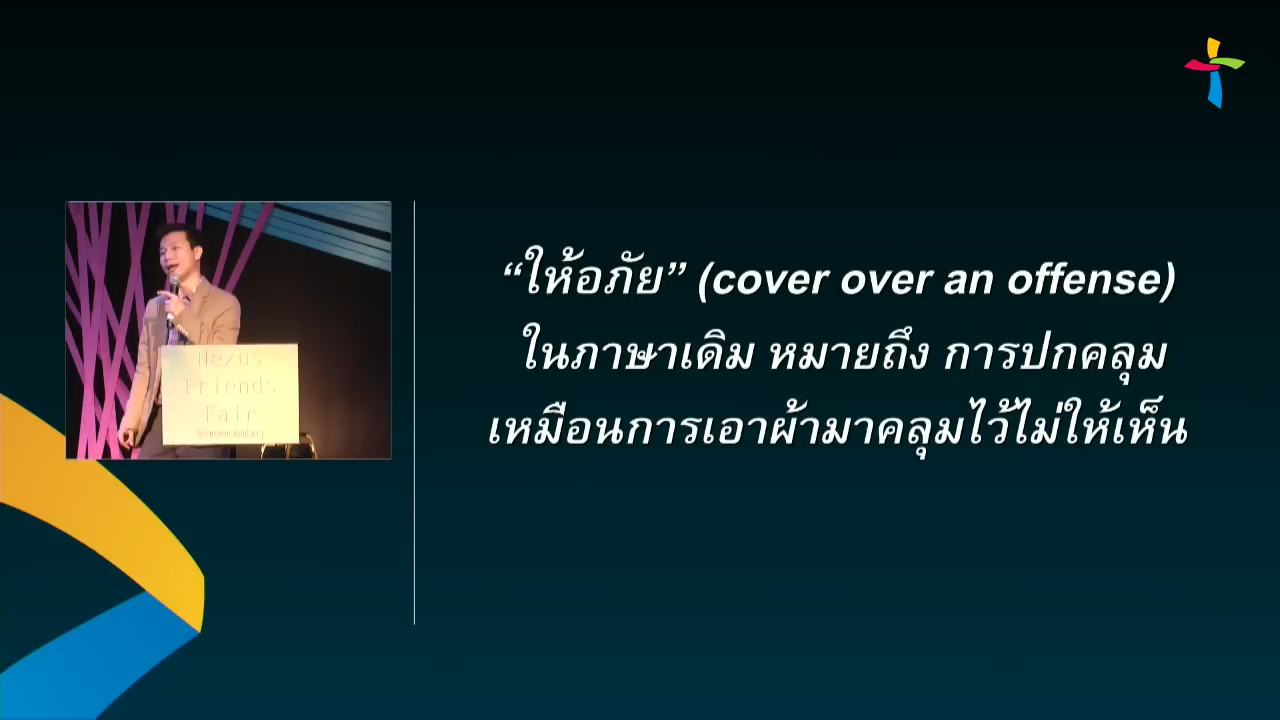 “ให้อภัย” (cover over an offense)
ในภาษาเดิม หมายถึง การปกคลุม
เหมือนการเอาผ้ามาคลุมไว้ไม่ให้เห็น
Nexus
Friends
Fair